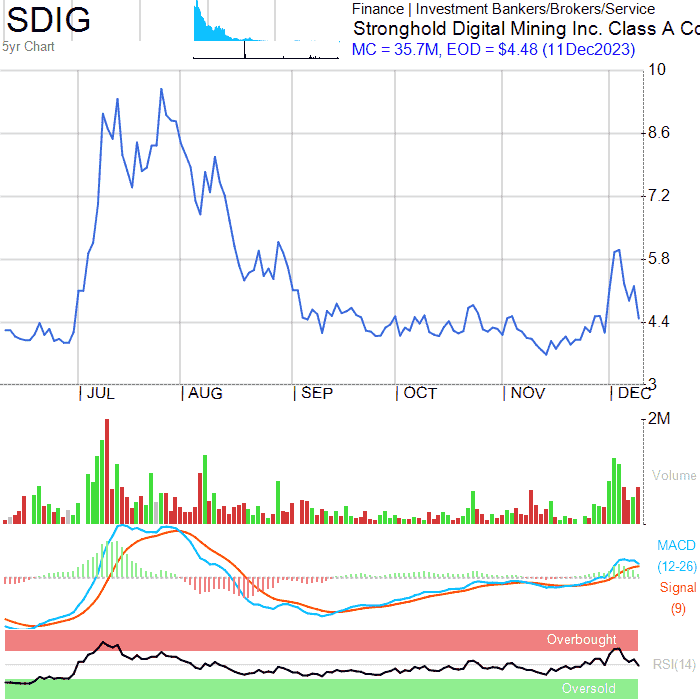 SDIG
5yr Chart
Finance | Investment Bankers/Brokers/Service
Stronghold Digital Mining Inc. Class A Co
MC = 35.7M, EOD = $4.48 (11Dec2023)
10
8.6
7.2
5.8
4.4
3
JUL AUG SEP OCT NOV DEC
2M
Volume
MACD
(12-26)
Signal
(9)
Overbought
RSI(14)
Oversold